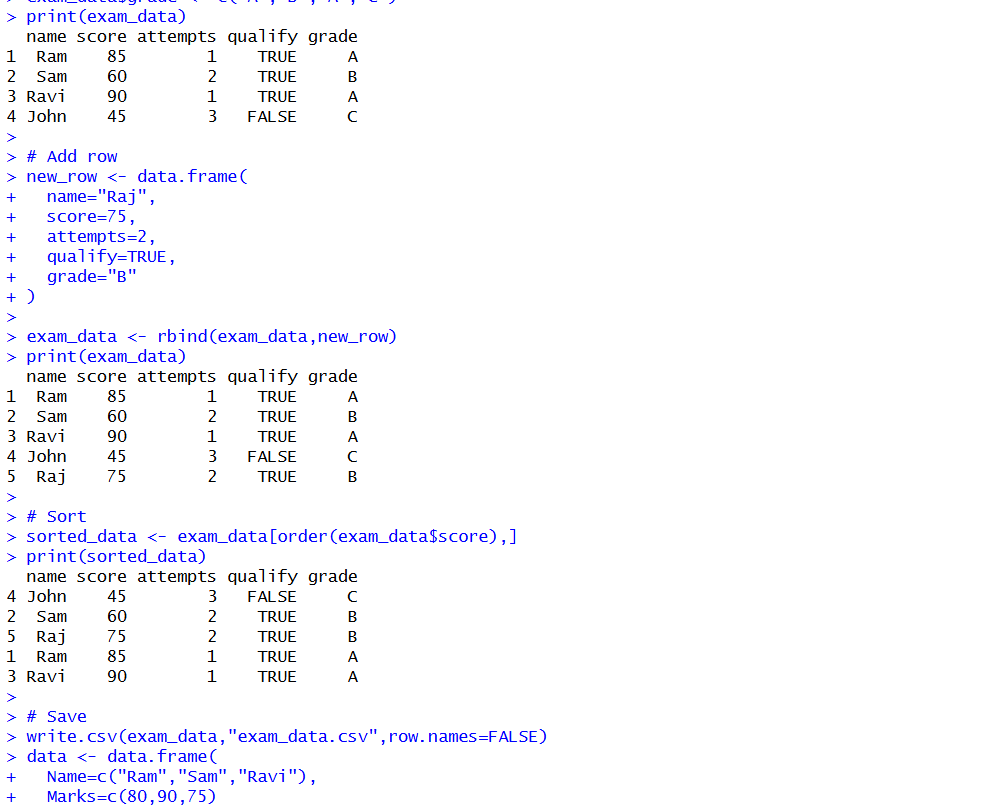 > print(exam_data)
  name score attempts qualify grade
1  Ram    85        1    TRUE     A
2  Sam    60        2    TRUE     B
3 Ravi    90        1    TRUE     A
4 John    45        3   FALSE     C
>
> # Add row
> new_row <- data.frame(
+   name="Raj",
+   score=75,
+   attempts=2,
+   qualify=TRUE,
+   grade="B"
+ )
>
> exam_data <- rbind(exam_data,new_row)
> print(exam_data)
  name score attempts qualify grade
1  Ram    85        1    TRUE     A
2  Sam    60        2    TRUE     B
3 Ravi    90        1    TRUE     A
4 John    45        3   FALSE     C
5  Raj    75        2    TRUE     B
>
> # Sort
> sorted_data <- exam_data[order(exam_data$score),]
> print(sorted_data)
  name score attempts qualify grade
4 John    45        3   FALSE     C
2  Sam    60        2    TRUE     B
5  Raj    75        2    TRUE     B
1  Ram    85        1    TRUE     A
3 Ravi    90        1    TRUE     A
>
> # Save
> write.csv(exam_data,"exam_data.csv",row.names=FALSE)
> data <- data.frame(
+   Name=c("Ram","Sam","Ravi"),
+   Marks=c(80,90,75)